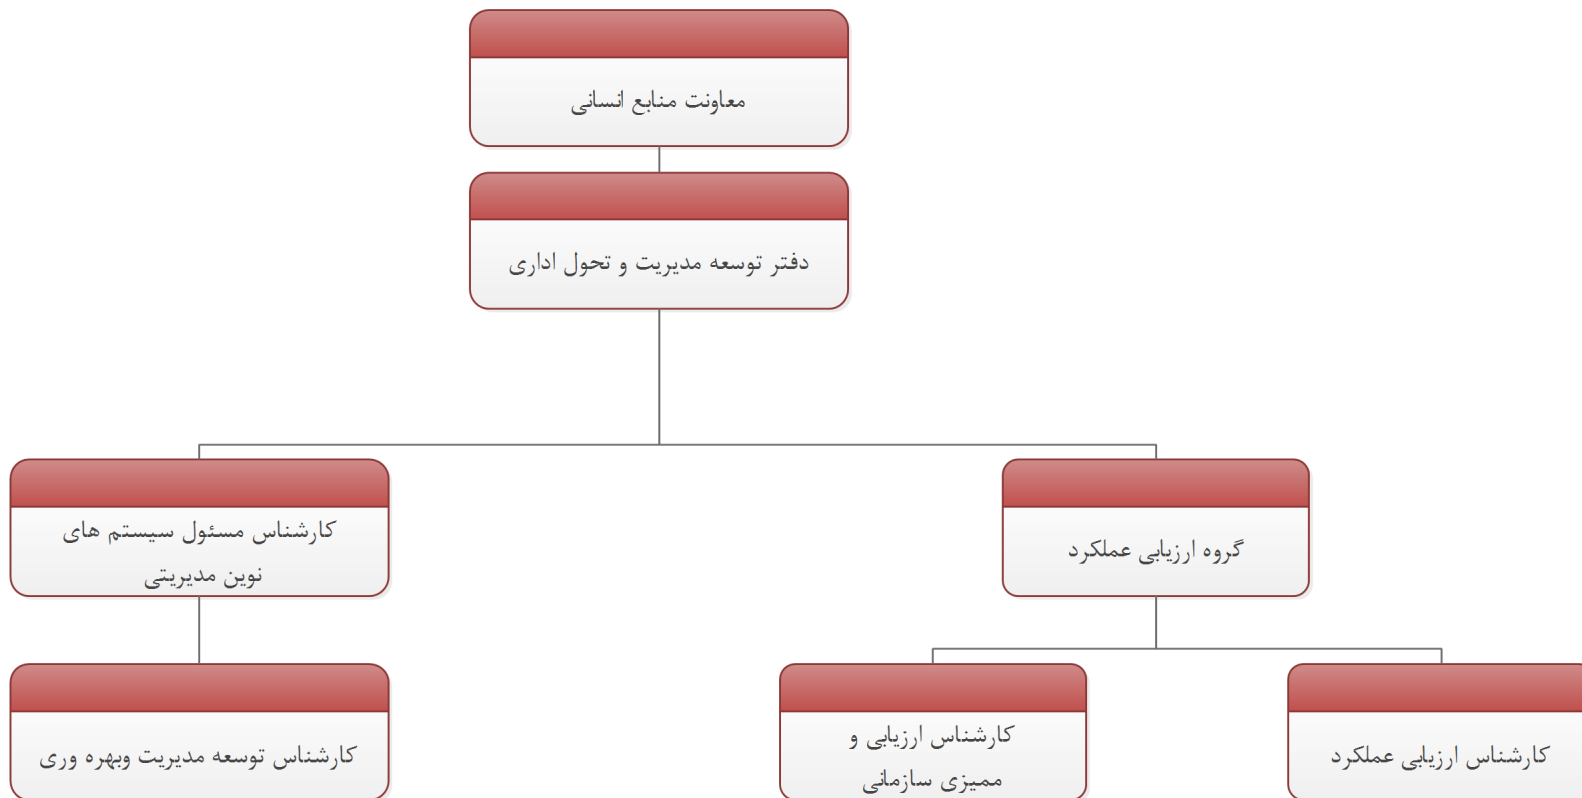 معاونت منابع انسانی
دفتر توسعه مدیریت و تحول اداری
گروه ارزیابی عملکرد
کارشناس مسئول سیستم های
نوین مدیریتی
کارشناس ارزیابی عملکرد
کارشناس ارزیابی و
ممیزی سازمانی
کارشناس توسعه مدیریت وبهره وری